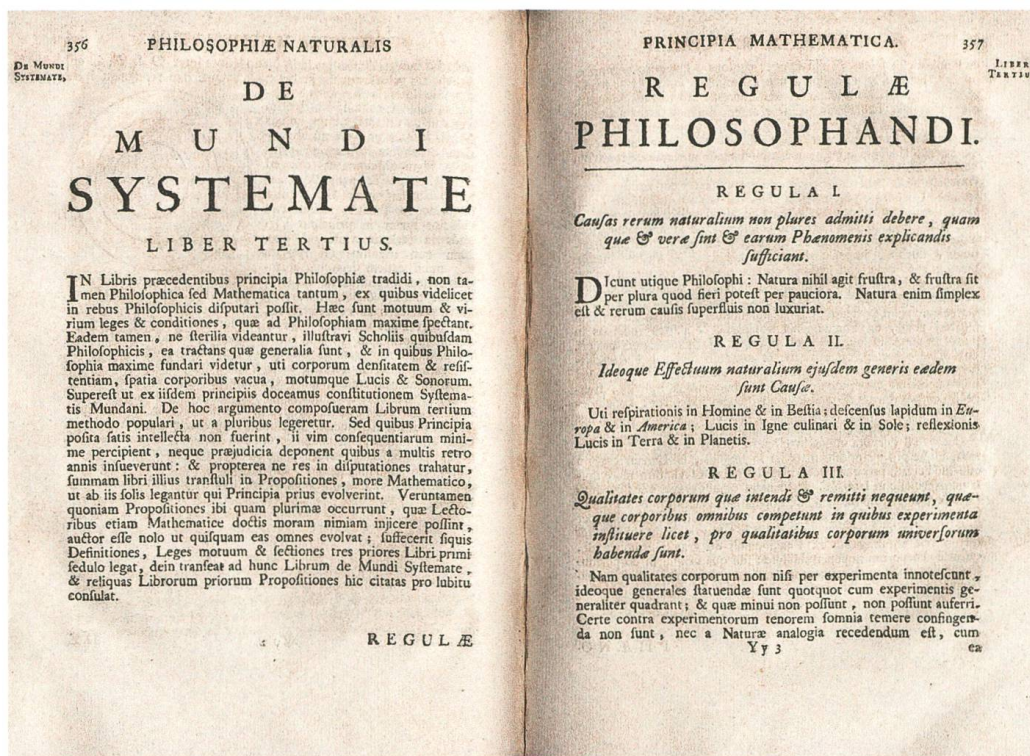 356 PHILOSOPHIÆ NATURALIS
De Mundi
Systemate,
DE
MUNDI
SYSTEMATE
LIBER TERTIUS.
IN Libris præcedentibus principia Philoſophiæ tradidi, non ta-
men Philoſophica ſed Mathematica tantum, ex quibus videlicet
in rebus Philoſophicis diſputari poſſit. Hæc ſunt motuum & vi-
rium leges & conditiones, quæ ad Philoſophiam maxime ſpectant.
Eadem tamen, ne ſterilia videantur, illuſtravi Scholiis quibuſdam
Philoſophicis, ea tractans quæ generalia ſunt, & in quibus Philo-
ſophia maxime fundari videtur, uti corporum denſitatem & reſiſ-
tentiam, ſpatia corporibus vacua, motumque Lucis & Sonorum.
Supereſt ut ex iiſdem principiis doceamus conſtitutionem Syſtema-
tis Mundani. De hoc argumento compoſueram Librum tertium
methodo populari, ut a pluribus legeretur. Sed quibus Principia
poſita ſatis intellecta non fuerint, ii vim conſequentiarum mini-
me percipient, neque præjudicia deponent quibus a multis retro
annis inſueverunt: & propterea ne res in diſputationes trahatur,
ſummam libri illius tranſtuli in Propoſitiones, more Mathematico,
ut ab iis ſolis legantur qui Principia prius evolverint. Veruntamen
quoniam Propoſitiones ibi quam plurimæ occurrunt, quæ Lecto-
ribus etiam Mathematice doctis moram nimiam injicere poſſint,
auctor eſſe nolo ut quiſquam eas omnes evolvat; ſuffecerit ſiquis
Definitiones, Leges motuum & ſectiones tres priores Libri primi
ſedulo legat, dein tranſeat ad hunc Librum de Mundi Syſtemate,
& reliquas Librorum priorum Propoſitiones hic citatas pro lubitu
conſulat.
REGULÆ
PRINCIPIA MATHEMATICA. 357
Liber
Tertius
REGULÆ
PHILOSOPHANDI.
REGULA I.
Cauſas rerum naturalium non plures admitti debere, quam
quæ & veræ ſint & earum Phænomenis explicandis
ſufficiant.
DIcunt utique Philoſophi: Natura nihil agit fruſtra, & fruſtra fit
per plura quod fieri poteſt per pauciora. Natura enim ſimplex
eſt & rerum cauſis ſuperfluis non luxuriat.
REGULA II.
Ideoque Effectuum naturalium ejuſdem generis eædem
ſunt Cauſæ.
Uti reſpirationis in Homine & in Beſtia; deſcenſus lapidum in Eu-
ropa & in America; Lucis in Igne culinari & in Sole; reflexionis
Lucis in Terra & in Planetis.
REGULA III.
Qualitates corporum quæ intendi & remitti nequeunt, quæ-
que corporibus omnibus competunt in quibus experimenta
inſtituere licet, pro qualitatibus corporum univerſorum
habendæ ſunt.
Nam qualitates corporum non niſi per experimenta innoteſcunt,
ideoque generales ſtatuendæ ſunt quotquot cum experimentis ge-
neraliter quadrant; & quæ minui non poſſunt, non poſſunt auferri.
Certe contra experimentorum tenorem ſomnia temere confingen-
da non ſunt, nec a Naturæ analogia recedendum eſt, cum
Yy 3 ea